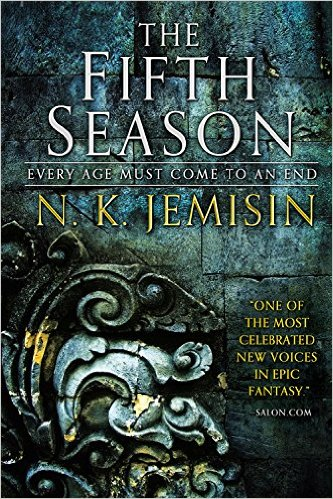 THE
FIFTH
SEASON
EVERY AGE MUST COME TO AN END
N. K. JEMISIN
"ONE OF
THE MOST
CELEBRATED
NEW VOICES
IN EPIC
FANTASY."
SALON.COM